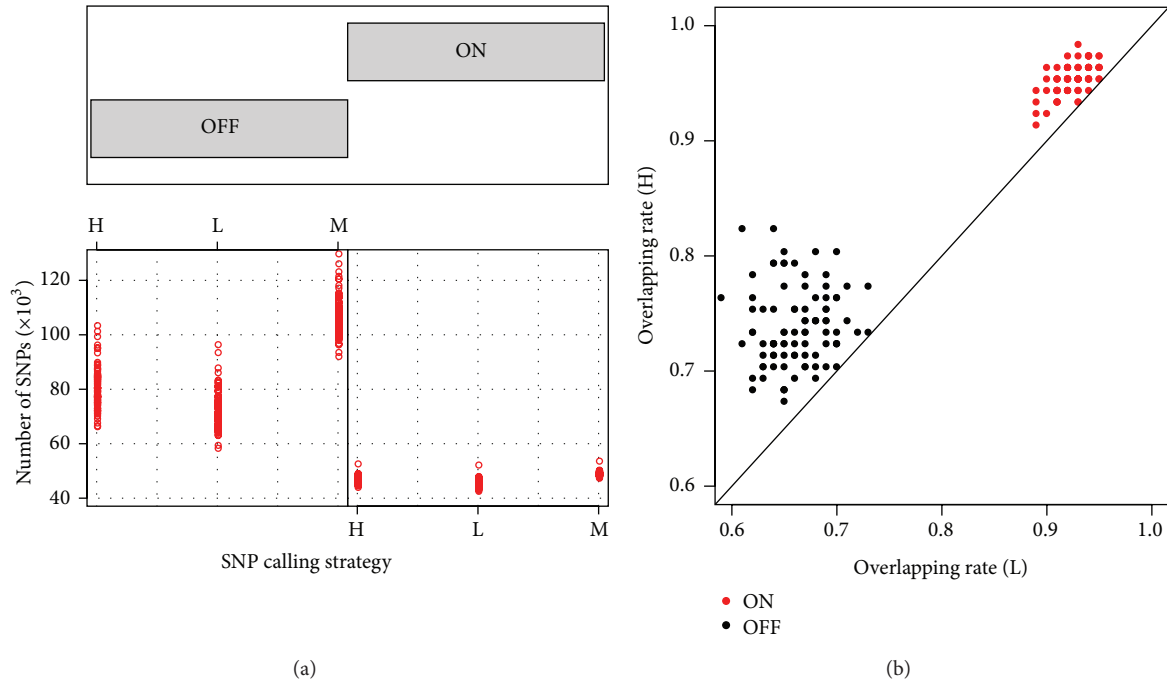 ON
OFF
H L M
120
100
80
60
40
Number of SNPs (×10³)
H L M
SNP calling strategy
(a)
1.0
0.9
0.8
0.7
0.6
Overlapping rate (H)
0.6 0.7 0.8 0.9 1.0
Overlapping rate (L)
ON
OFF
(b)